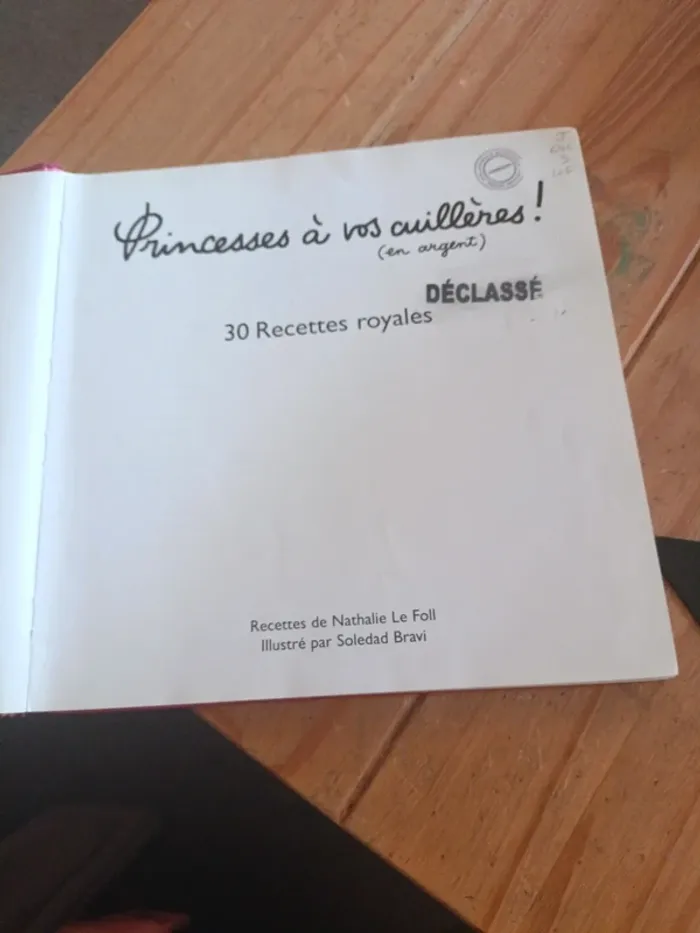 Princesses à vos cuillères !
(en argent)
DÉCLASSÉ
30 Recettes royales
Recettes de Nathalie Le Foll
Illustré par Soledad Bravi